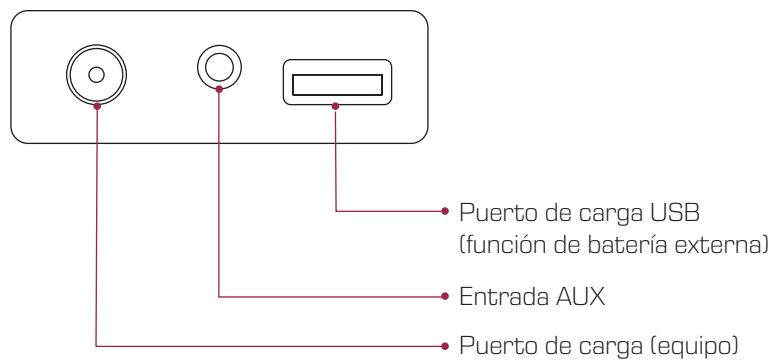 Puerto de carga USB
(función de batería externa)
Entrada AUX
Puerto de carga (equipo)